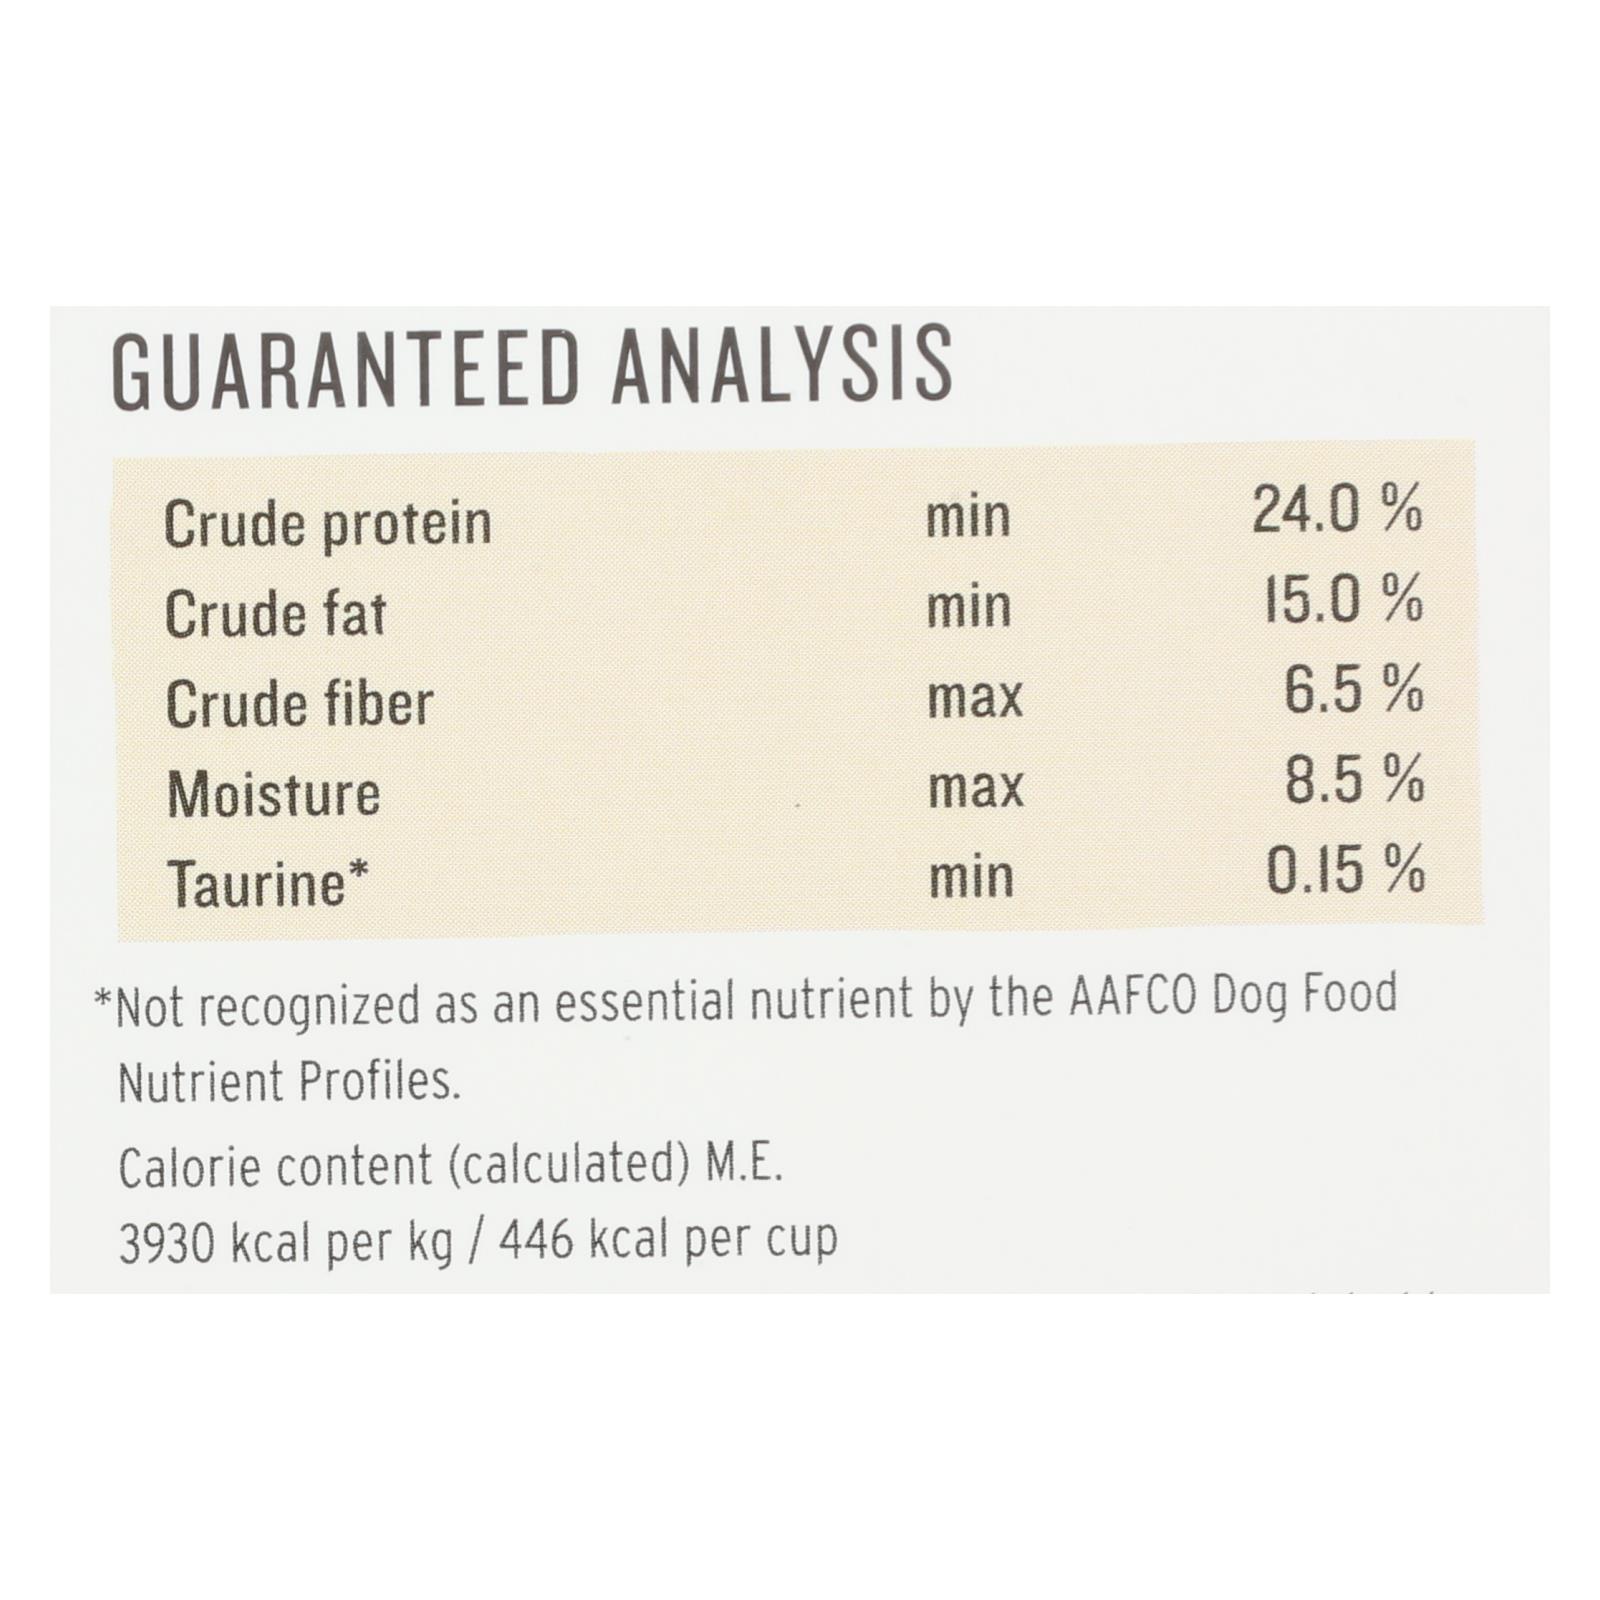 GUARANTEED ANALYSIS
Crude protein min 24.0 %
Crude fat min 15.0 %
Crude fiber max 6.5 %
Moisture max 8.5 %
Taurine* min 0.15 %
*Not recognized as an essential nutrient by the AAFCO Dog Food
Nutrient Profiles.
Calorie content (calculated) M.E.
3930 kcal per kg / 446 kcal per cup